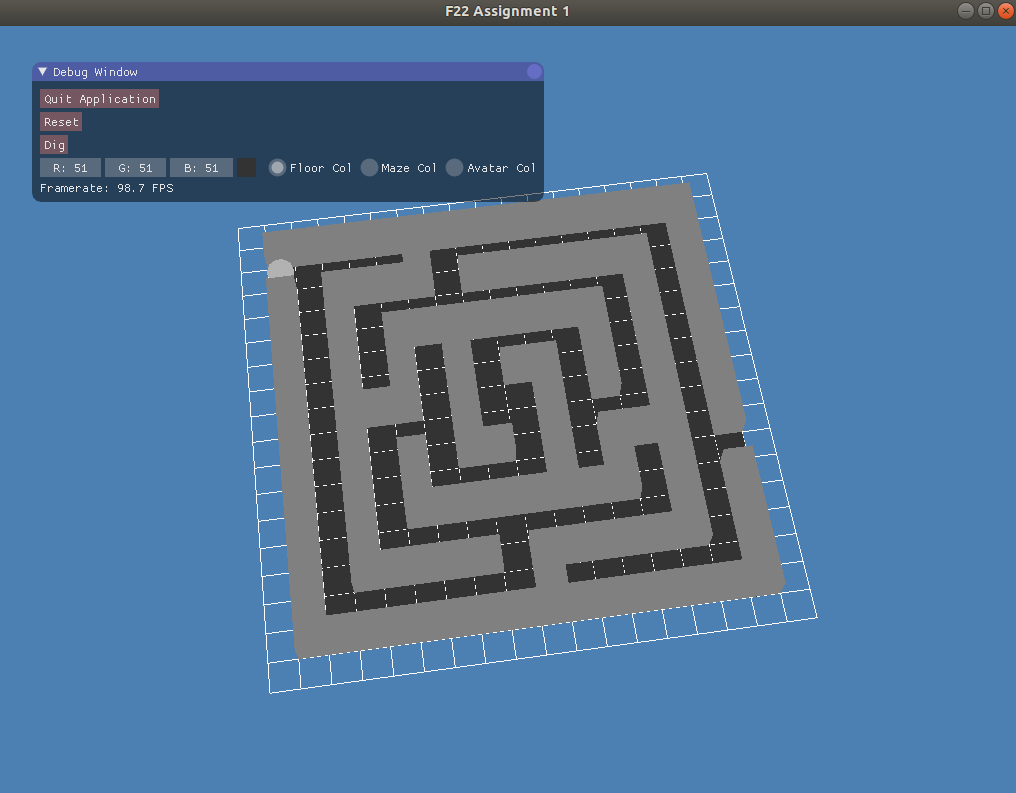 F22 Assignment 1
Debug Window
Quit Application
Reset
Dig
R: 51 G: 51 B: 51 Floor Col Maze Col Avatar Col
Framerate: 98.7 FPS